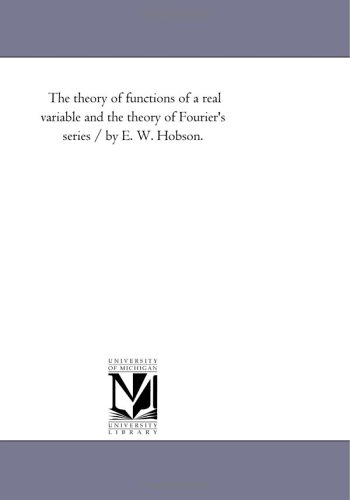 The theory of functions of a real
variable and the theory of Fourier's
series / by E. W. Hobson.
UNIVERSITY
OF MICHIGAN
M
UNIVERSITY
LIBRARY